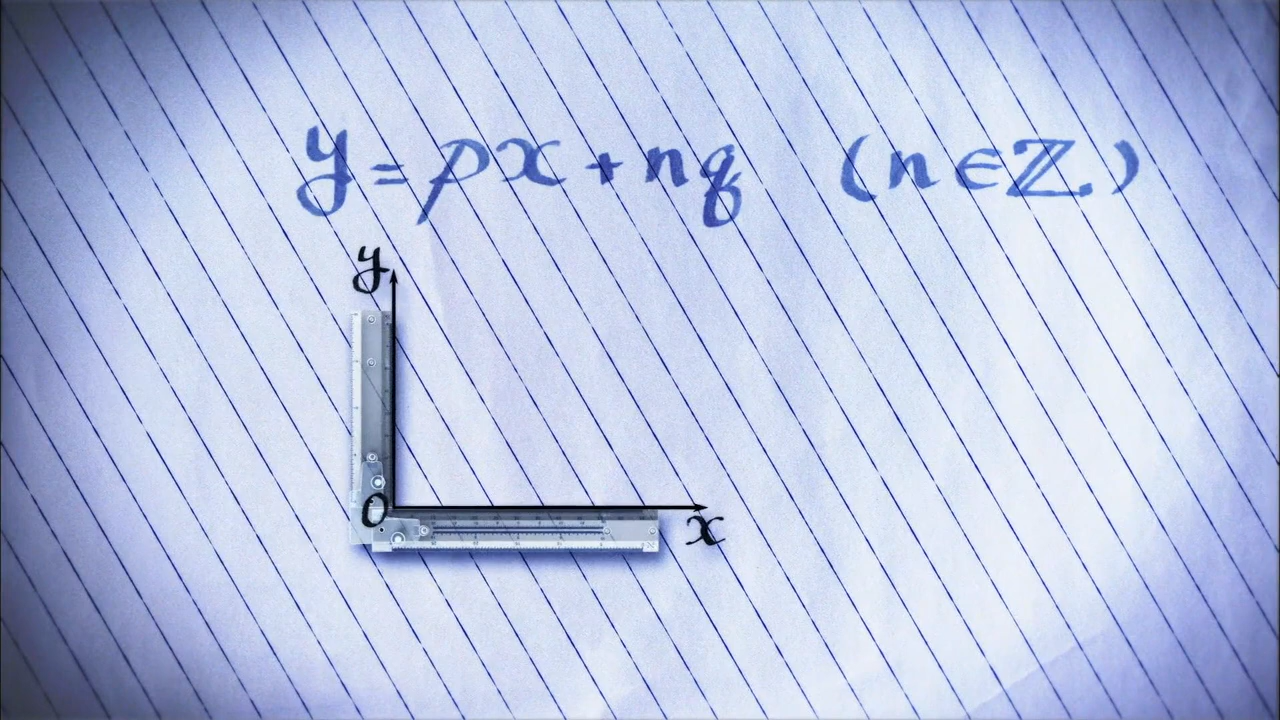 y = px + nq (n ∈ ℤ)
y
O
x